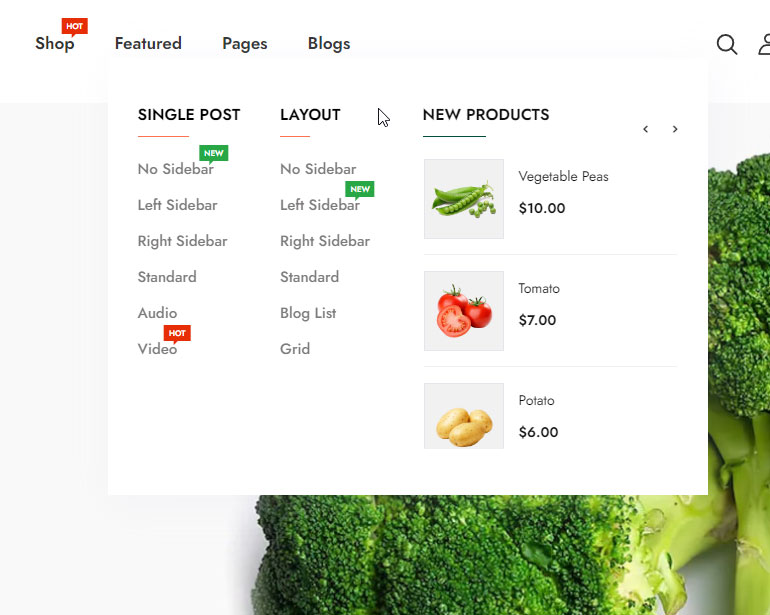 HOT
Shop
Featured
Pages
Blogs
SINGLE POST
NEW
No Sidebar
Left Sidebar
Right Sidebar
Standard
Audio
HOT
Video
LAYOUT
No Sidebar
NEW
Left Sidebar
Right Sidebar
Standard
Blog List
Grid
NEW PRODUCTS
Vegetable Peas
$10.00
Tomato
$7.00
Potato
$6.00